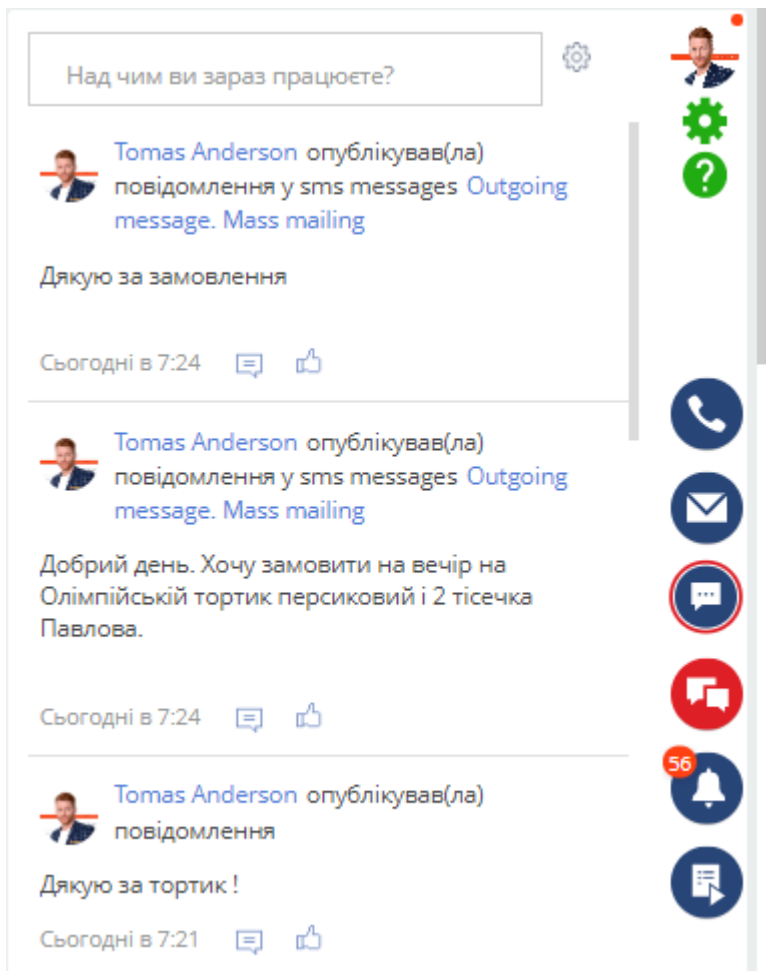 Над чим ви зараз працюєте?
Tomas Anderson опублікував(ла)
повідомлення у sms messages Outgoing
message. Mass mailing
Дякую за замовлення
Сьогодні в 7:24
Tomas Anderson опублікував(ла)
повідомлення у sms messages Outgoing
message. Mass mailing
Добрий день. Хочу замовити на вечір на
Олімпійській тортик персиковий і 2 тісечка
Павлова.
Сьогодні в 7:24
56
Tomas Anderson опублікував(ла)
повідомлення
Дякую за тортик !
Сьогодні в 7:21